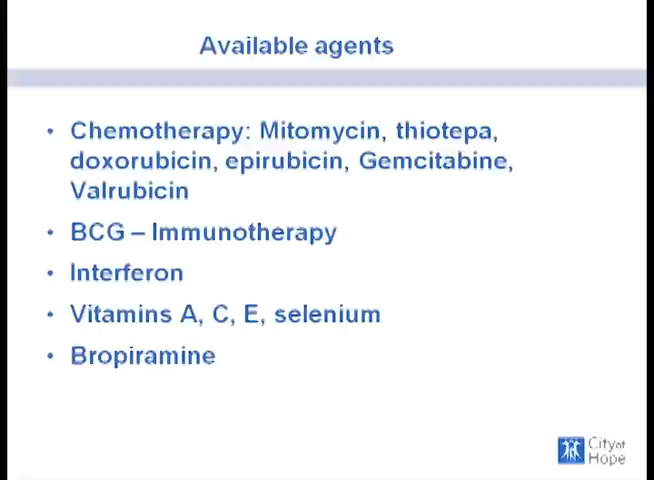 Available agents
• Chemotherapy: Mitomycin, thiotepa,
doxorubicin, epirubicin, Gemcitabine,
Valrubicin
• BCG – Immunotherapy
• Interferon
• Vitamins A, C, E, selenium
• Bropiramine
City of
Hope